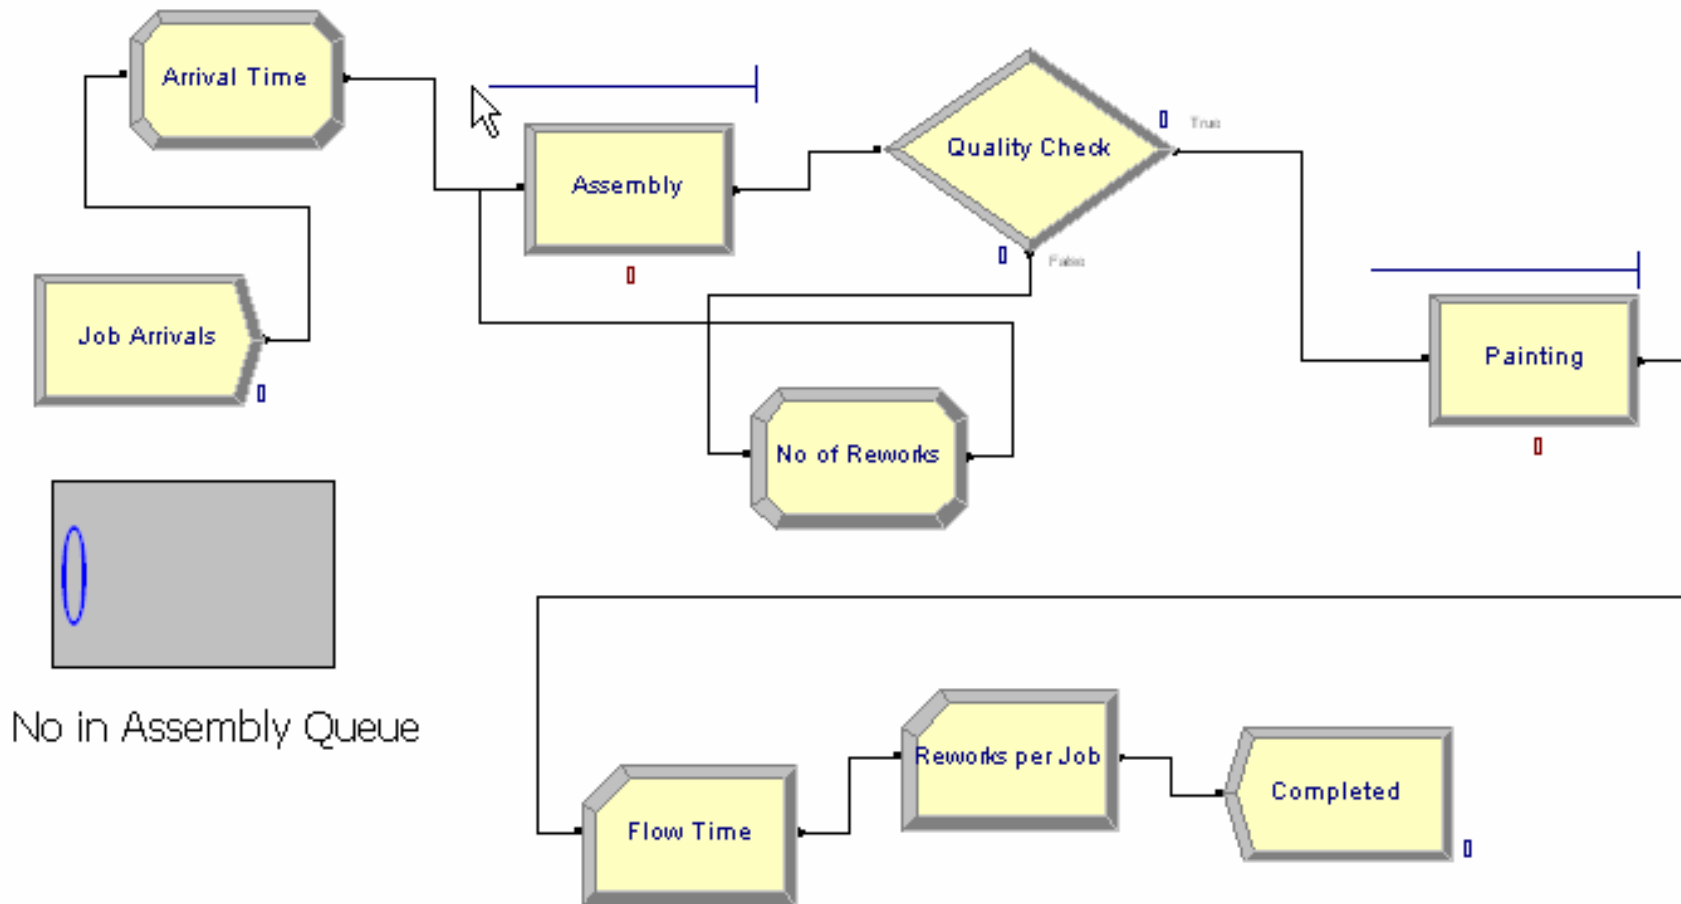 Arrival Time
Assembly
Quality Check
True
False
Job Arrivals
Painting
No of Reworks
No in Assembly Queue
Flow Time
Reworks per Job
Completed